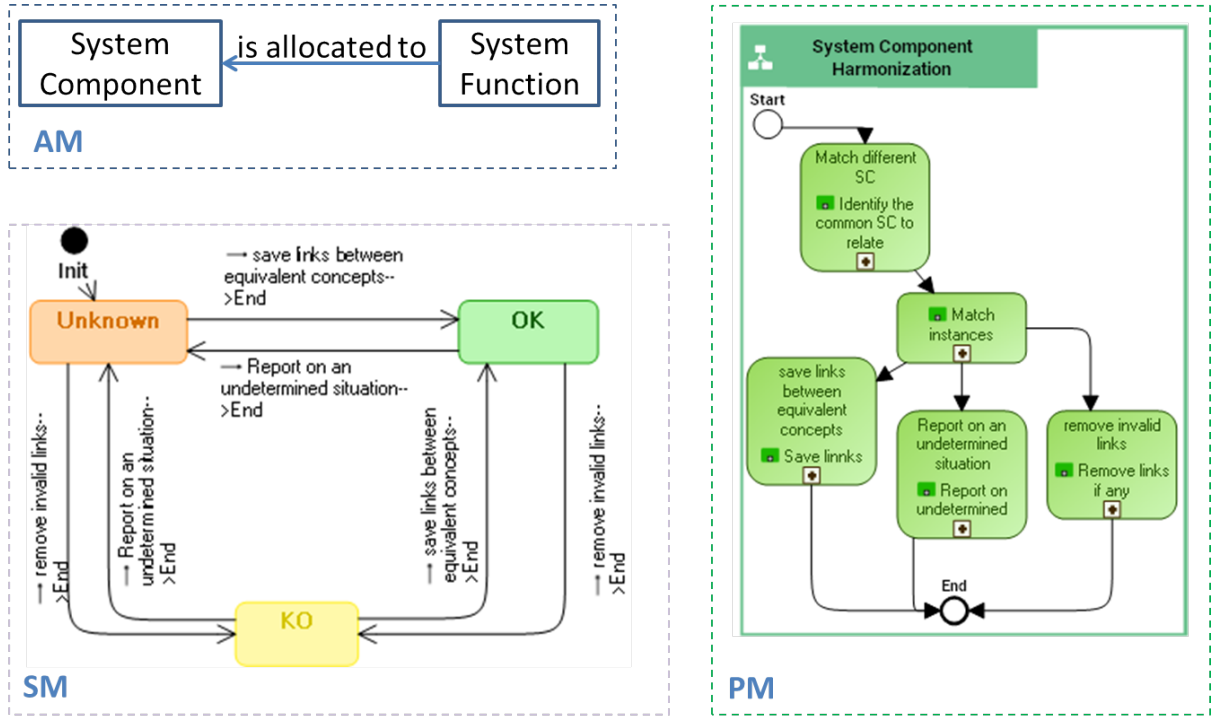 System
Component
is allocated to
System
Function
AM
Init
Unknown
→ save links between
equivalent concepts--
>End
OK
→ Report on an
undetermined situation--
>End
→ remove invalid links--
>End
→ Report on an
undetermined situation--
>End
→ save links between
equivalent concepts--
>End
→ remove invalid links--
>End
KO
SM
System Component
Harmonization
Start
Match different
SC
Identify the
common SC to
relate
Match
instances
save links
between
equivalent
concepts
Save linnks
Report on an
undetermined
situation
Report on
undetermined
remove invalid
links
Remove links
if any
End
PM